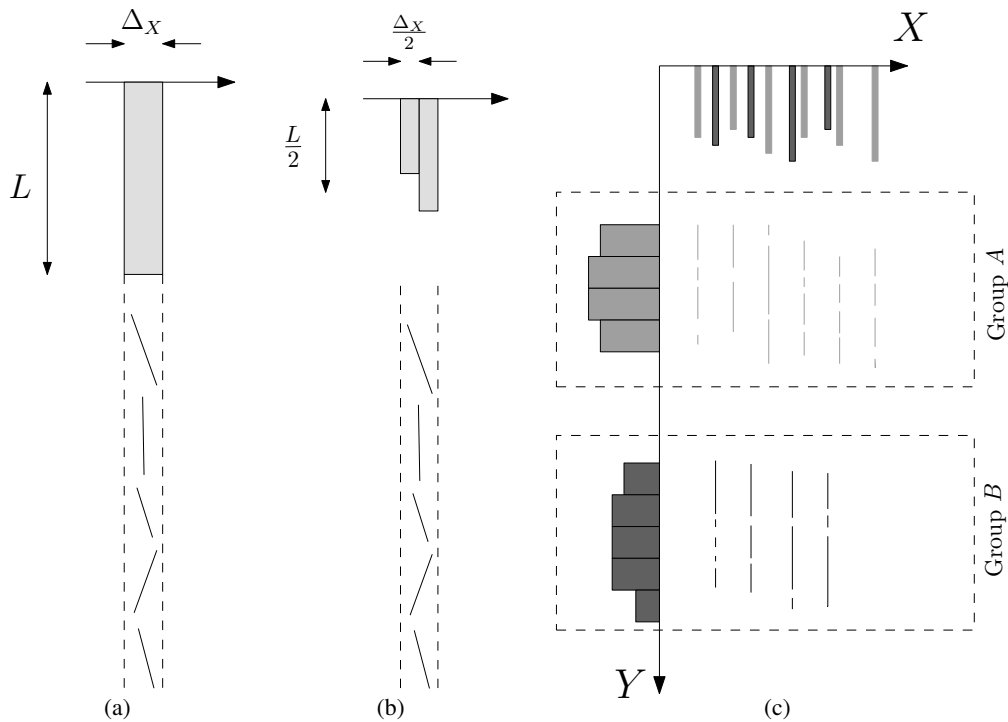 Δ_X
L
(a)
Δ_X/2
L/2
(b)
X
Group A
Group B
Y
(c)